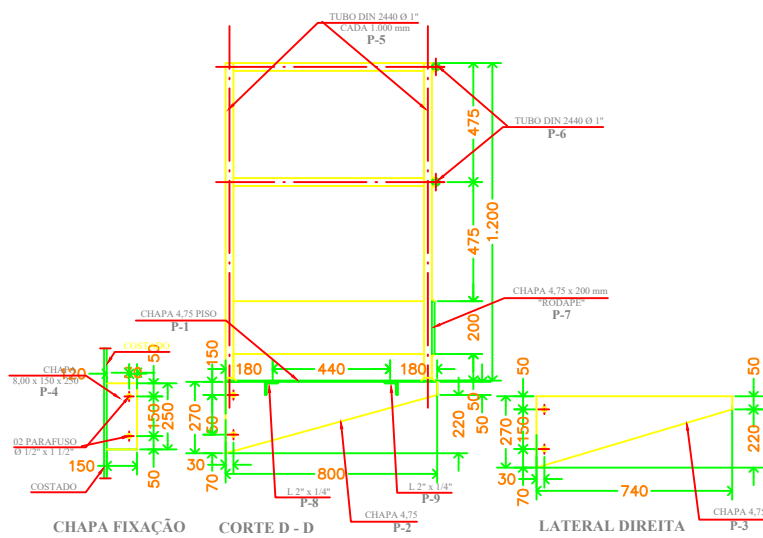 TUBO DIN 2440 Ø 1"
CADA 1.000 mm
P-5
TUBO DIN 2440 Ø 1"
P-6
475
475
1.200
CHAPA 4,75 x 200 mm
"RODAPE"
P-7
200
CHAPA 4,75 PISO
P-1
150
180
440
180
COSTADO
120
50
CHAPA
8,00 x 150 x 250
P-4
150
250
02 PARAFUSO
Ø 1/2" x 1 1/2"
150
50
COSTADO
CHAPA FIXAÇÃO
270
50
30
70
800
220
50
50
L 2" x 1/4"
P-8
CHAPA 4,75
P-2
L 2" x 1/4"
P-9
CORTE D - D
50
150
270
30
70
740
50
220
CHAPA 4,75
P-3
LATERAL DIREITA